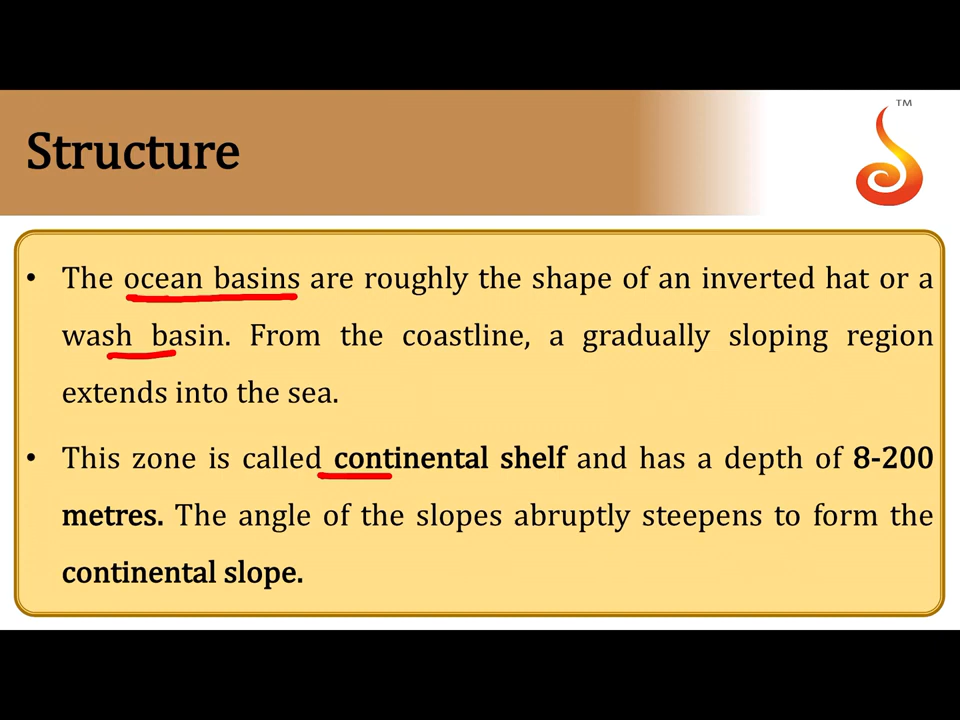 TM
Structure
• The ocean basins are roughly the shape of an inverted hat or a
wash basin. From the coastline, a gradually sloping region
extends into the sea.
• This zone is called continental shelf and has a depth of 8-200
metres. The angle of the slopes abruptly steepens to form the
continental slope.